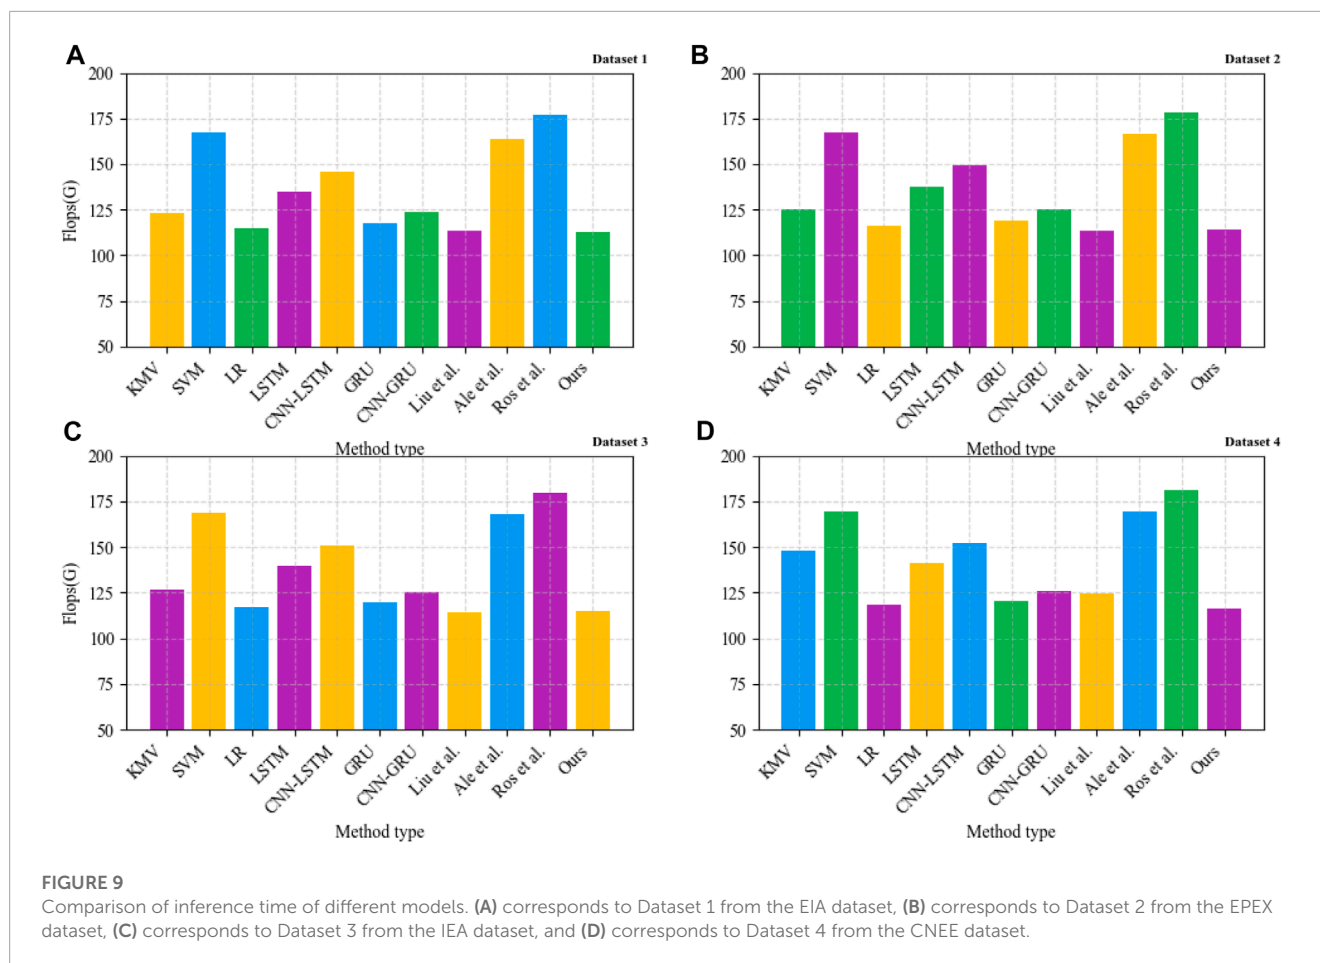 A
Dataset 1
200
175
150
125
100
75
50
Flops(G)
KMV
SVM
LR
LSTM
CNN-LSTM
GRU
CNN-GRU
Liu et al.
Ale et al.
Ros et al.
Ours
Method type
B
Dataset 2
200
175
150
125
100
75
50
KMV
SVM
LR
LSTM
CNN-LSTM
GRU
CNN-GRU
Liu et al.
Ale et al.
Ros et al.
Ours
Method type
C
Dataset 3
200
175
150
125
100
75
50
Flops(G)
KMV
SVM
LR
LSTM
CNN-LSTM
GRU
CNN-GRU
Liu et al.
Ale et al.
Ros et al.
Ours
Method type
D
Dataset 4
200
175
150
125
100
75
50
KMV
SVM
LR
LSTM
CNN-LSTM
GRU
CNN-GRU
Liu et al.
Ale et al.
Ros et al.
Ours
Method type
FIGURE 9
Comparison of inference time of different models. (A) corresponds to Dataset 1 from the EIA dataset, (B) corresponds to Dataset 2 from the EPEX
dataset, (C) corresponds to Dataset 3 from the IEA dataset, and (D) corresponds to Dataset 4 from the CNEE dataset.